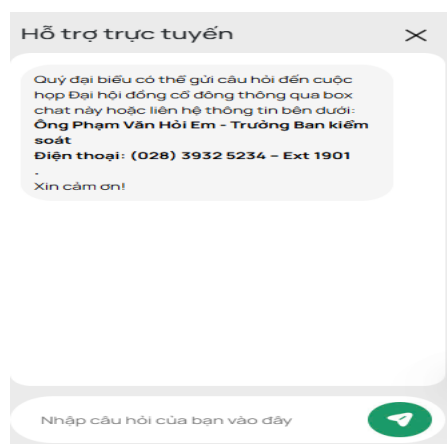 Hỗ trợ trực tuyến
Quý đại biểu có thể gửi câu hỏi đến cuộc
họp Đại hội đồng cổ đông thông qua box
chat này hoặc liên hệ thông tin bên dưới:
Ông Phạm Văn Hỏi Em - Trưởng Ban kiểm
soát
Điện thoại: (028) 3932 5234 – Ext 1901
.
Xin cảm ơn!
Nhập câu hỏi của bạn vào đây